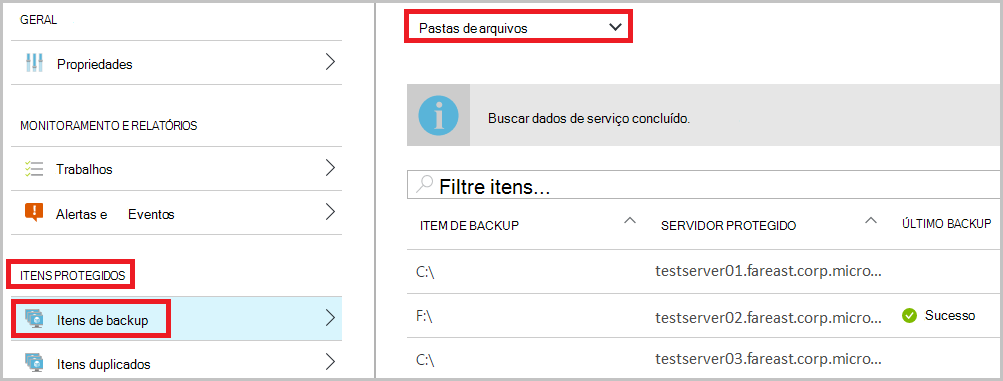 GERAL
Propriedades
MONITORAMENTO E RELATÓRIOS
Trabalhos
Alertas e Eventos
ITENS PROTEGIDOS
Itens de backup
Itens duplicados
Pastas de arquivos
Buscar dados de serviço concluído.
Filtre itens...
ITEM DE BACKUP SERVIDOR PROTEGIDO ÚLTIMO BACKUP
C:\ testserver01.fareast.corp.micro...
F:\ testserver02.fareast.corp.micro... Sucesso
C:\ testserver03.fareast.corp.micro...